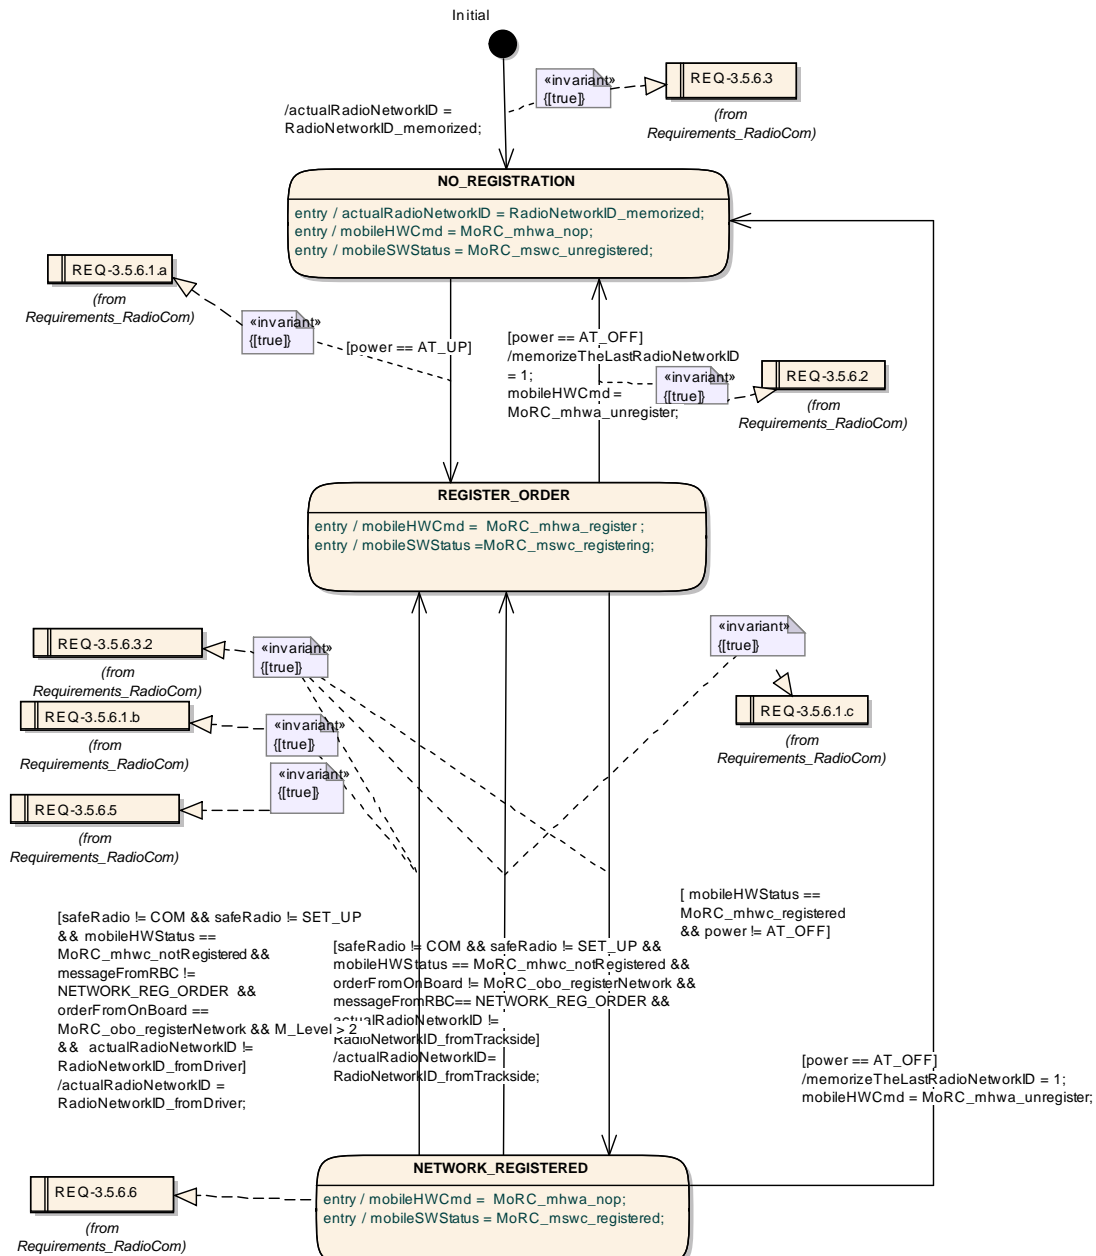 Initial
«invariant»
{[true]}
REQ-3.5.6.3
(from
Requirements_RadioCom)
/actualRadioNetworkID =
RadioNetworkID_memorized;
NO_REGISTRATION
entry / actualRadioNetworkID = RadioNetworkID_memorized;
entry / mobileHWCmd = MoRC_mhwa_nop;
entry / mobileSWStatus = MoRC_mswc_unregistered;
REQ-3.5.6.1.a
(from
Requirements_RadioCom)
«invariant»
{[true]}
[power == AT_UP]
[power == AT_OFF]
/memorizeTheLastRadioNetworkID
= 1;
mobileHWCmd =
MoRC_mhwa_unregister;
«invariant»
{[true]}
REQ-3.5.6.2
(from
Requirements_RadioCom)
REGISTER_ORDER
entry / mobileHWCmd =  MoRC_mhwa_register ;
entry / mobileSWStatus =MoRC_mswc_registering;
REQ-3.5.6.3.2
(from
Requirements_RadioCom)
«invariant»
{[true]}
«invariant»
{[true]}
REQ-3.5.6.1.c
(from
Requirements_RadioCom)
REQ-3.5.6.1.b
(from
Requirements_RadioCom)
«invariant»
{[true]}
«invariant»
{[true]}
REQ-3.5.6.5
(from
Requirements_RadioCom)
[safeRadio != COM && safeRadio != SET_UP
&& mobileHWStatus ==
MoRC_mhwc_notRegistered &&
messageFromRBC !=
NETWORK_REG_ORDER  &&
orderFromOnBoard ==
MoRC_obo_registerNetwork && M_Level > 2
&&  actualRadioNetworkID !=
RadioNetworkID_fromDriver]
/actualRadioNetworkID =
RadioNetworkID_fromDriver;
[safeRadio != COM && safeRadio != SET_UP &&
mobileHWStatus == MoRC_mhwc_notRegistered &&
orderFromOnBoard != MoRC_obo_registerNetwork &&
messageFromRBC== NETWORK_REG_ORDER &&
actualRadioNetworkID !=
RadioNetworkID_fromTrackside]
/actualRadioNetworkID=
RadioNetworkID_fromTrackside;
[ mobileHWStatus ==
MoRC_mhwc_registered
&& power != AT_OFF]
[power == AT_OFF]
/memorizeTheLastRadioNetworkID = 1;
mobileHWCmd = MoRC_mhwa_unregister;
NETWORK_REGISTERED
entry / mobileHWCmd =  MoRC_mhwa_nop;
entry / mobileSWStatus = MoRC_mswc_registered;
REQ-3.5.6.6
(from
Requirements_RadioCom)